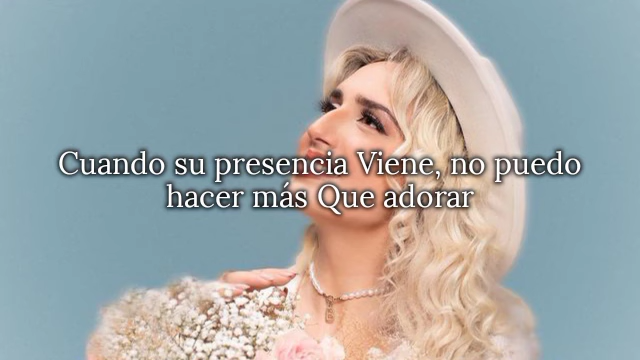 Cuando su presencia Viene, no puedo
hacer más Que adorar